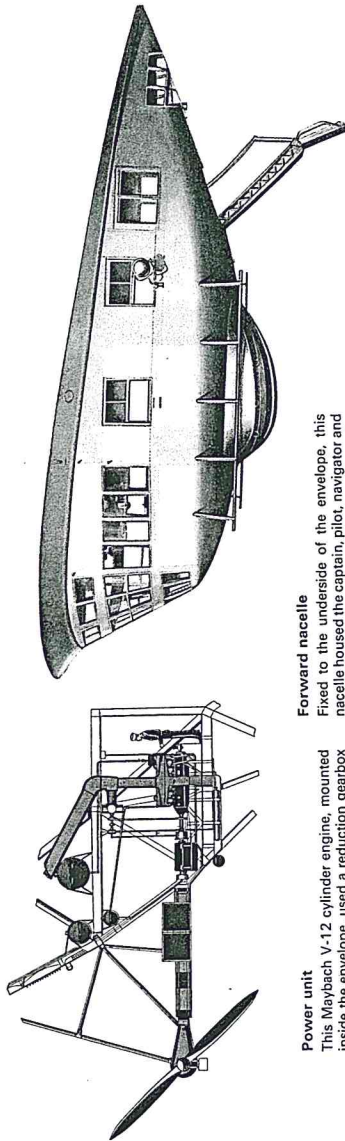 Power unit
This Maybach V-12 cylinder engine, mounted
inside the envelope, used a reduction gearbox
Forward nacelle
Fixed to the underside of the envelope, this
nacelle housed the captain, pilot, navigator and